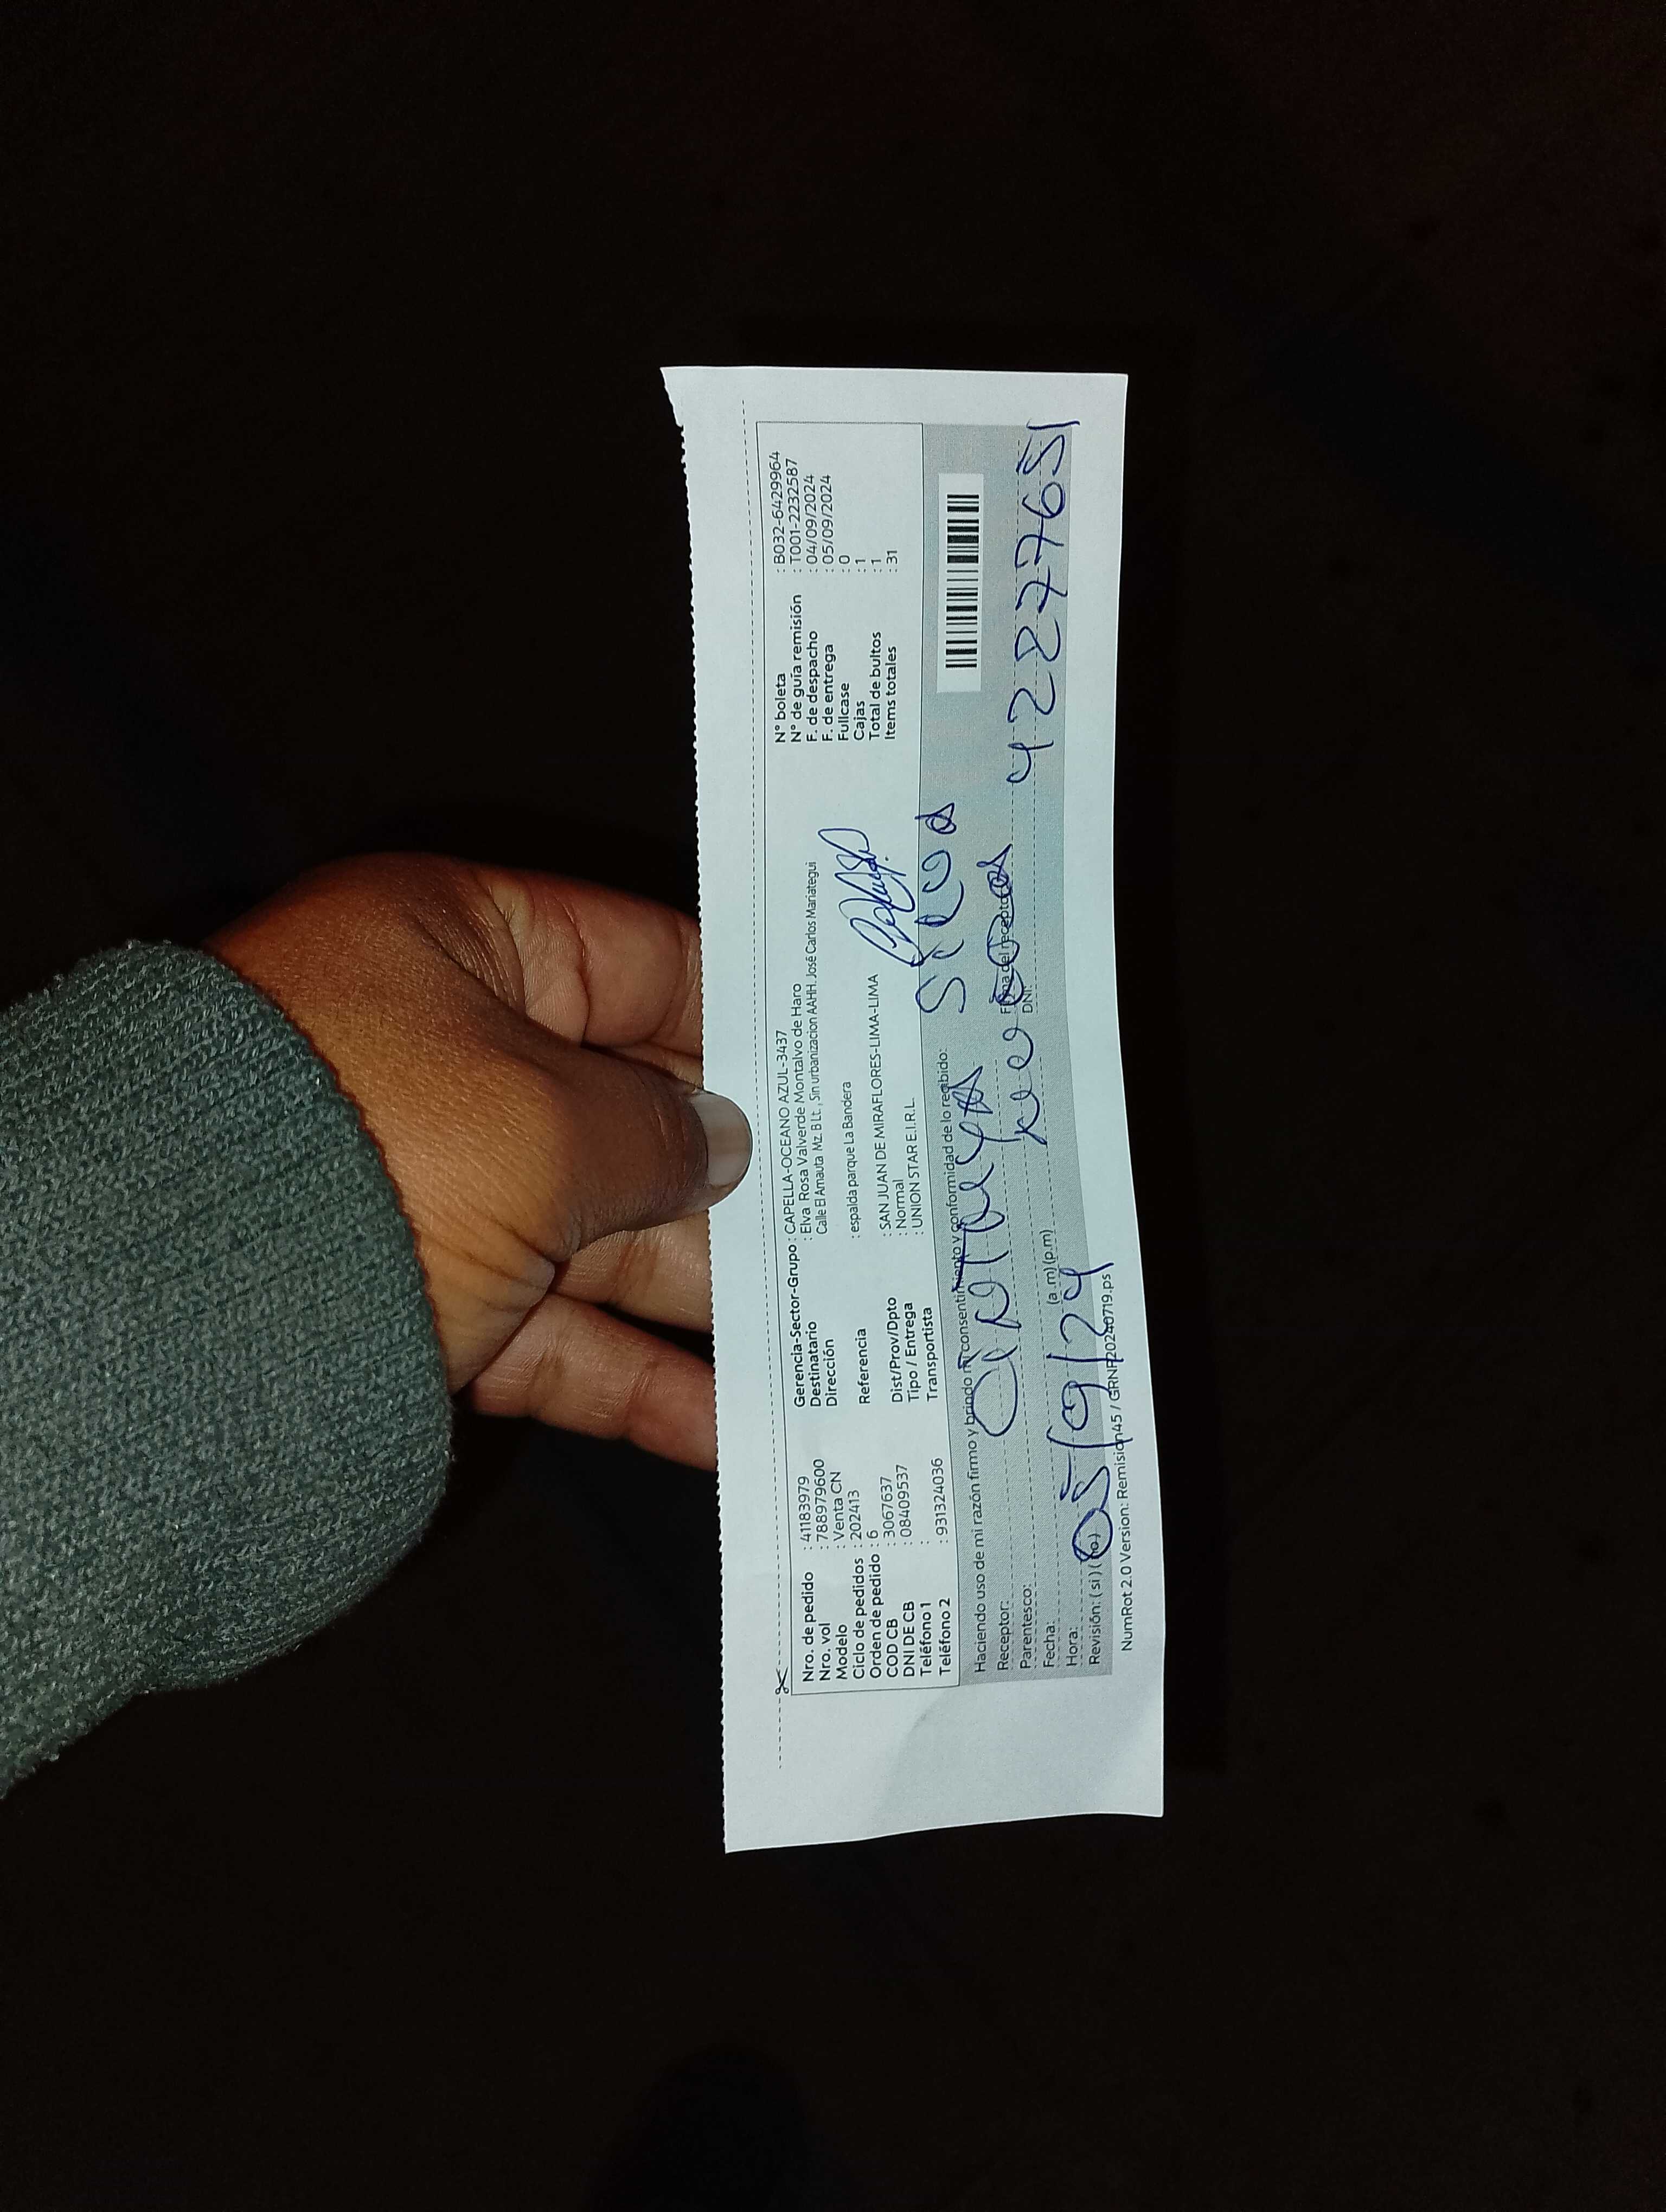 Nro. de pedido : 41183979
Nro. vol : 7889796​00
Modelo : Venta CN
Ciclo de pedidos : 202413
Orden de pedido : 6
COD CB : 3067637
DNI DE CB : 08409537
Teléfono 1 :
Teléfono 2 : 931324036
Gerencia-Sector-Grupo : CAPELLA-OCEANO AZUL-3437
Destinatario : Elva Rosa Valverde Montalvo de Haro
Dirección Calle El Amauta Mz. B Lt., Sin urbanizacion AAHH. José Carlos Mariategui
Referencia : espalda parque La Bandera
Dist/Prov/Dpto : SAN JUAN DE MIRAFLORES-LIMA-LIMA
Tipo / Entrega : Normal
Transportista : UNION STAR E.I.R.L.
N° boleta : B032-6429964
N° de guía remisión : T001-2232587
F. de despacho : 04/09/2024
F. de entrega : 05/09/2024
Fullcase : 0
Cajas : 1
Total de bultos : 1
Items totales : 31
Haciendo uso de mi razón firmo y brindo mi consentimiento y conformidad de lo recibido:
Receptor:
Parentesco:
Fecha: 05/9/24
Hora: (a.m) (p.m)
Revisión: (si) (no)
Firma del receptor
DNI: 42277651
NumRot 2.0 Version: Remision45 / GRNP20240719.ps